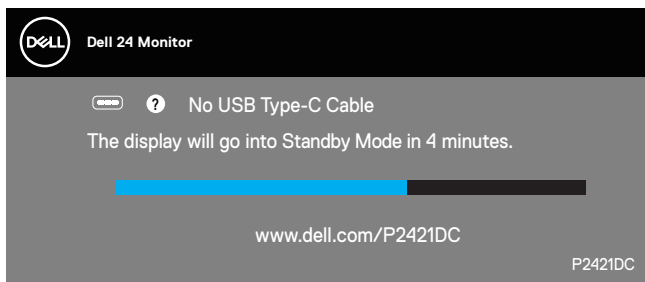 DELL
Dell 24 Monitor
? No USB Type-C Cable
The display will go into Standby Mode in 4 minutes.
www.dell.com/P2421DC
P2421DC